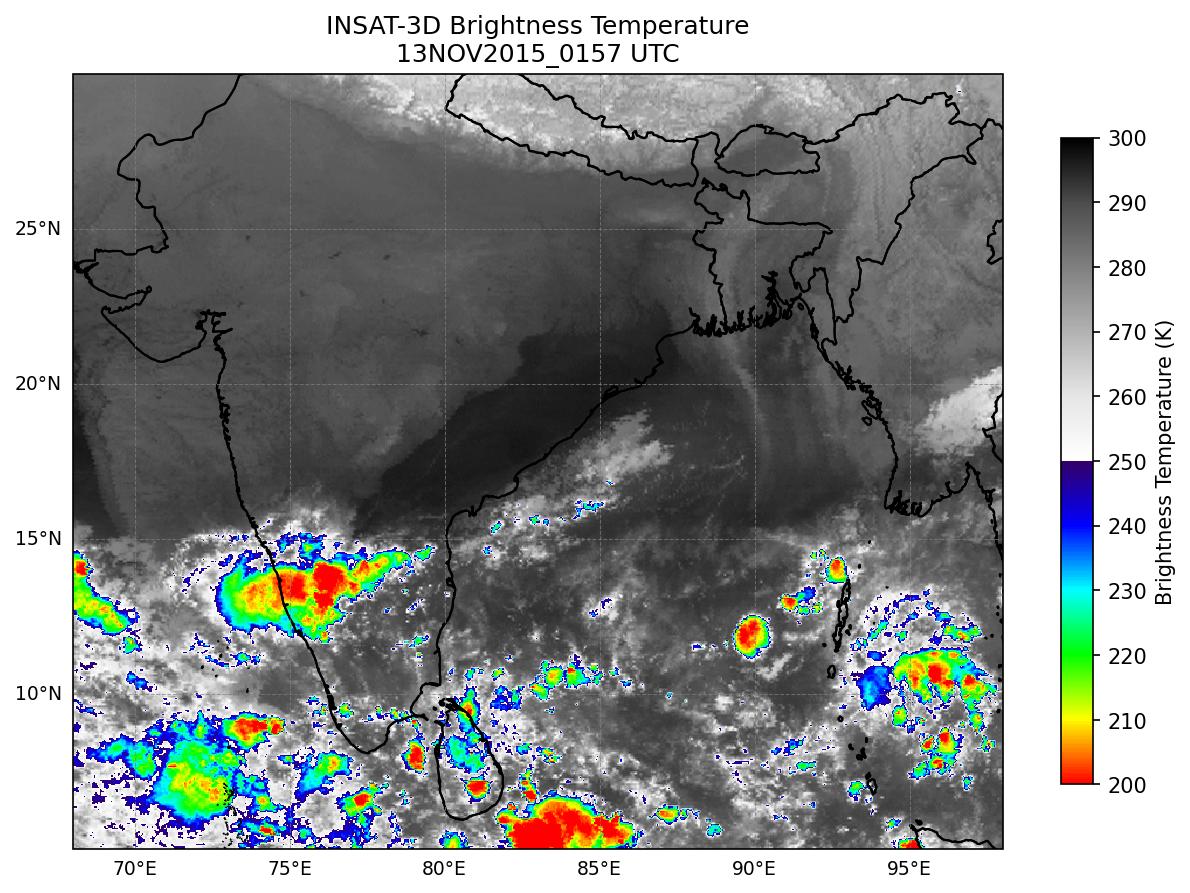 INSAT-3D Brightness Temperature
13NOV2015_0157 UTC
25°N
20°N
15°N
10°N
70°E
75°E
80°E
85°E
90°E
95°E
300
290
280
270
260
250
240
230
220
210
200
Brightness Temperature (K)